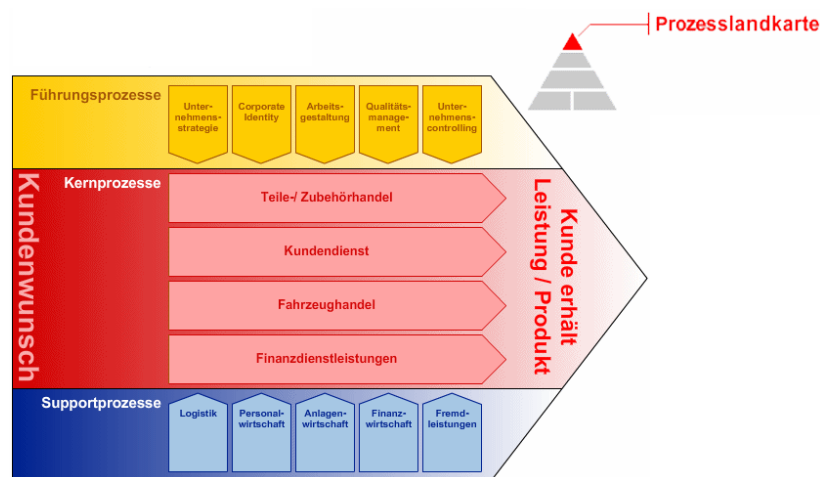 Prozesslandkarte
Führungsprozesse
Unter-
nehmens-
strategie
Corporate
Identity
Arbeits-
gestaltung
Qualitäts-
manage-
ment
Unter-
nehmens-
controlling
Kundenwunsch
Kernprozesse
Teile-/ Zubehörhandel
Kundendienst
Fahrzeughandel
Finanzdienstleistungen
Kunde erhält
Leistung / Produkt
Supportprozesse
Logistik
Personal-
wirtschaft
Anlagen-
wirtschaft
Finanz-
wirtschaft
Fremd-
leistungen